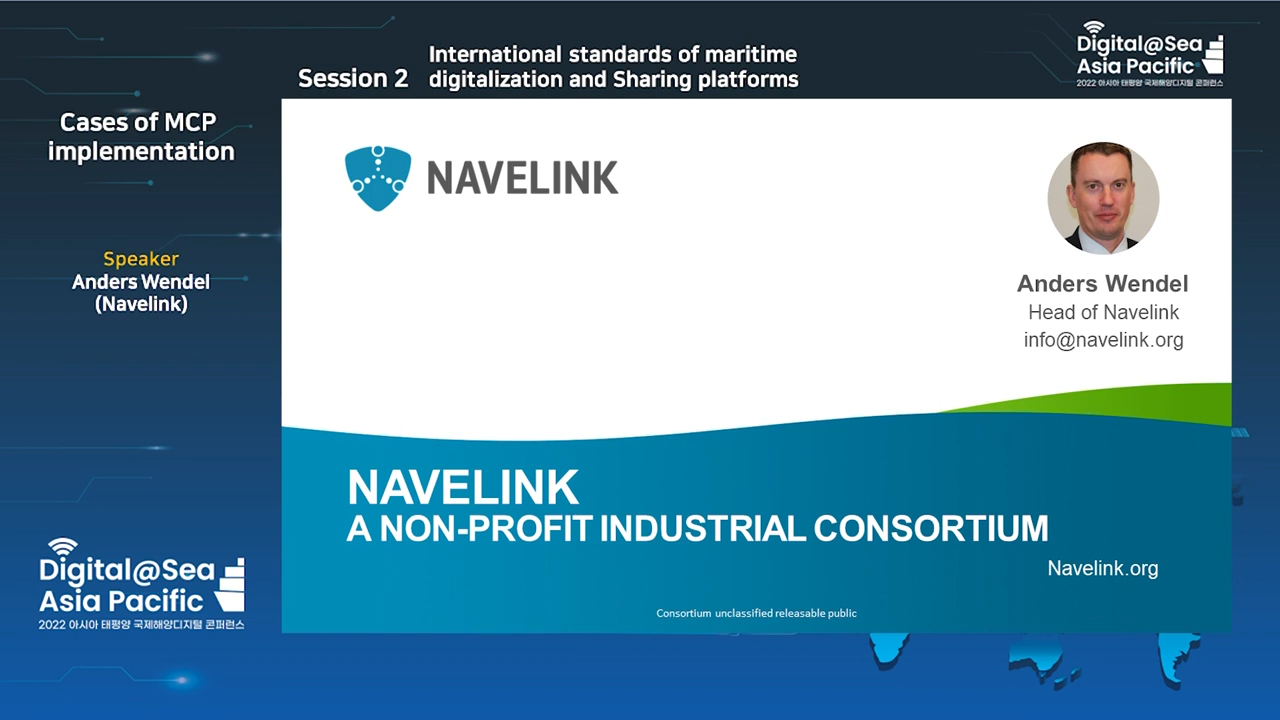 Session 2
International standards of maritime
digitalization and Sharing platforms
Digital@Sea
Asia Pacific
2022 아시아 태평양 국제해양디지털 콘퍼런스
Cases of MCP
implementation
Speaker
Anders Wendel
(Navelink)
NAVELINK
Anders Wendel
Head of Navelink
info@navelink.org
NAVELINK
A NON-PROFIT INDUSTRIAL CONSORTIUM
Navelink.org
Consortium unclassified releasable public
Digital@Sea
Asia Pacific
2022 아시아 태평양 국제해양디지털 콘퍼런스